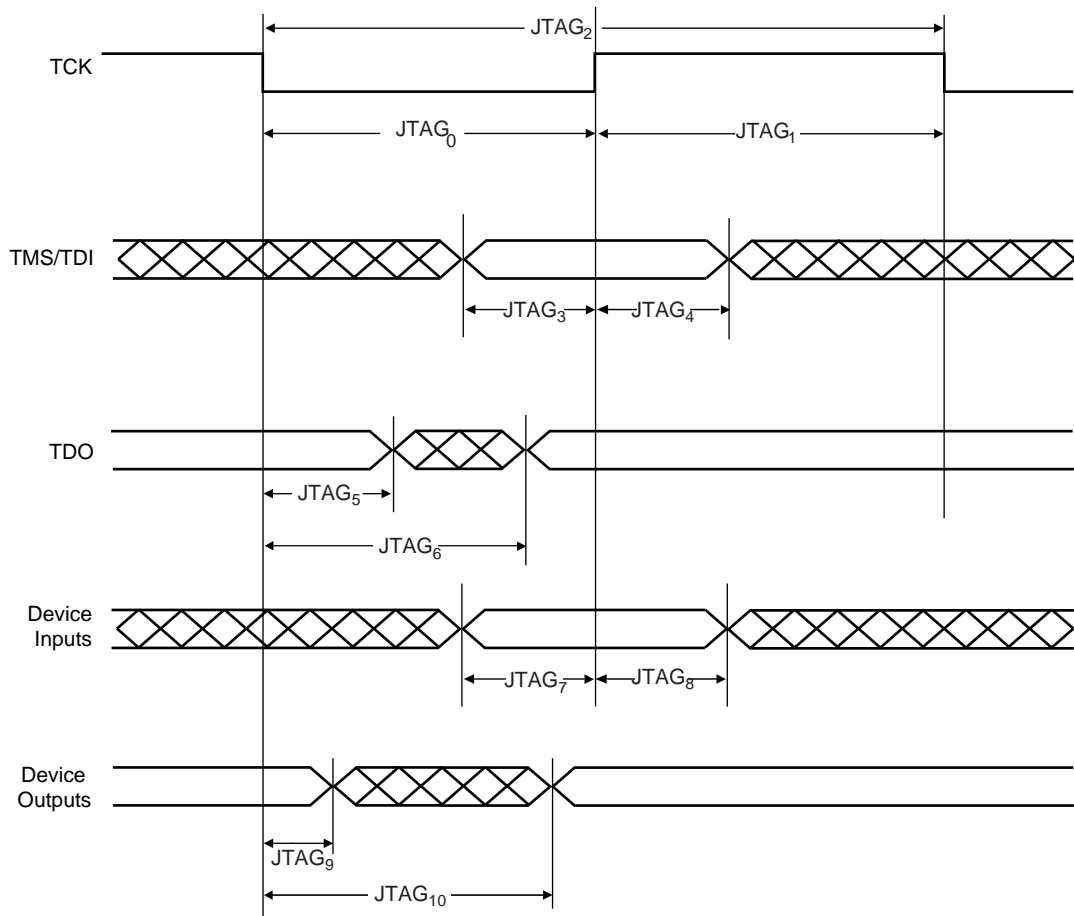 JTAG₂
TCK
JTAG₀
JTAG₁
TMS/TDI
JTAG₃
JTAG₄
TDO
JTAG₅
JTAG₆
Device
Inputs
JTAG₇
JTAG₈
Device
Outputs
JTAG₉
JTAG₁₀